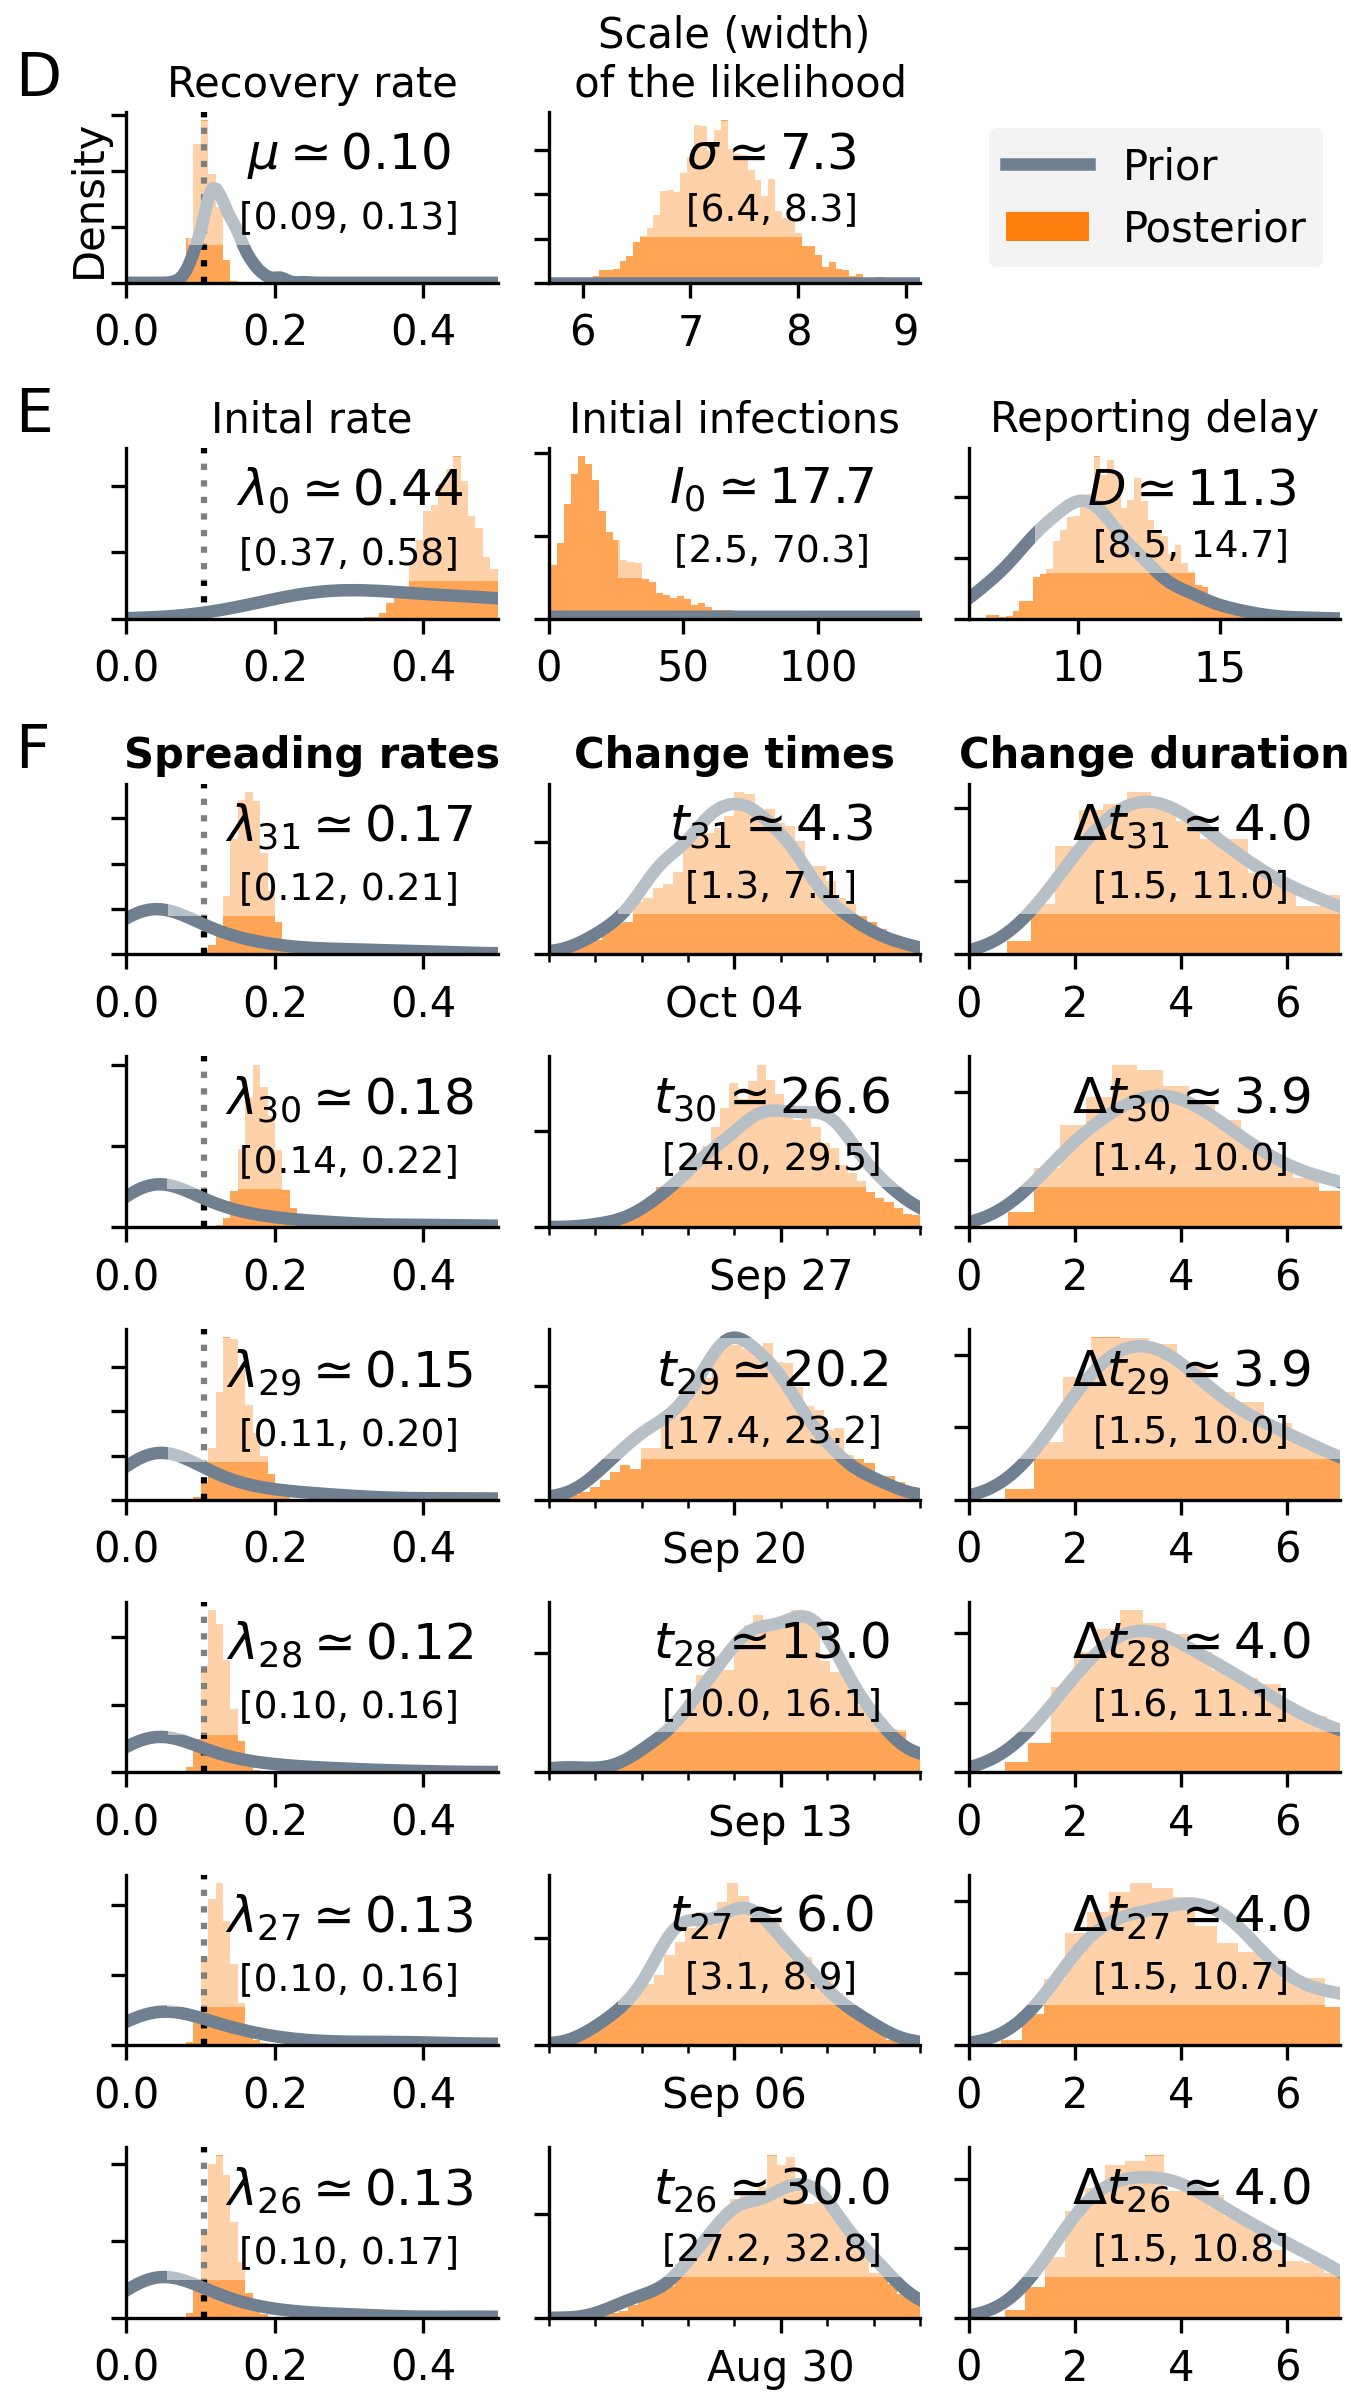 D
Recovery rate
Scale (width)
of the likelihood
Density
μ ≃ 0.10
[0.09, 0.13]
0.0 0.2 0.4
σ ≃ 7.3
[6.4, 8.3]
6 7 8 9
Prior
Posterior
E
Inital rate
Initial infections
Reporting delay
λ₀ ≃ 0.44
[0.37, 0.58]
0.0 0.2 0.4
I₀ ≃ 17.7
[2.5, 70.3]
0 50 100
D ≃ 11.3
[8.5, 14.7]
10 15
F
Spreading rates
Change times
Change duration
λ₃₁ ≃ 0.17
[0.12, 0.21]
0.0 0.2 0.4
t₃₁ ≃ 4.3
[1.3, 7.1]
Oct 04
Δt₃₁ ≃ 4.0
[1.5, 11.0]
0 2 4 6
λ₃₀ ≃ 0.18
[0.14, 0.22]
0.0 0.2 0.4
t₃₀ ≃ 26.6
[24.0, 29.5]
Sep 27
Δt₃₀ ≃ 3.9
[1.4, 10.0]
0 2 4 6
λ₂₉ ≃ 0.15
[0.11, 0.20]
0.0 0.2 0.4
t₂₉ ≃ 20.2
[17.4, 23.2]
Sep 20
Δt₂₉ ≃ 3.9
[1.5, 10.0]
0 2 4 6
λ₂₈ ≃ 0.12
[0.10, 0.16]
0.0 0.2 0.4
t₂₈ ≃ 13.0
[10.0, 16.1]
Sep 13
Δt₂₈ ≃ 4.0
[1.6, 11.1]
0 2 4 6
λ₂₇ ≃ 0.13
[0.10, 0.16]
0.0 0.2 0.4
t₂₇ ≃ 6.0
[3.1, 8.9]
Sep 06
Δt₂₇ ≃ 4.0
[1.5, 10.7]
0 2 4 6
λ₂₆ ≃ 0.13
[0.10, 0.17]
0.0 0.2 0.4
t₂₆ ≃ 30.0
[27.2, 32.8]
Aug 30
Δt₂₆ ≃ 4.0
[1.5, 10.8]
0 2 4 6